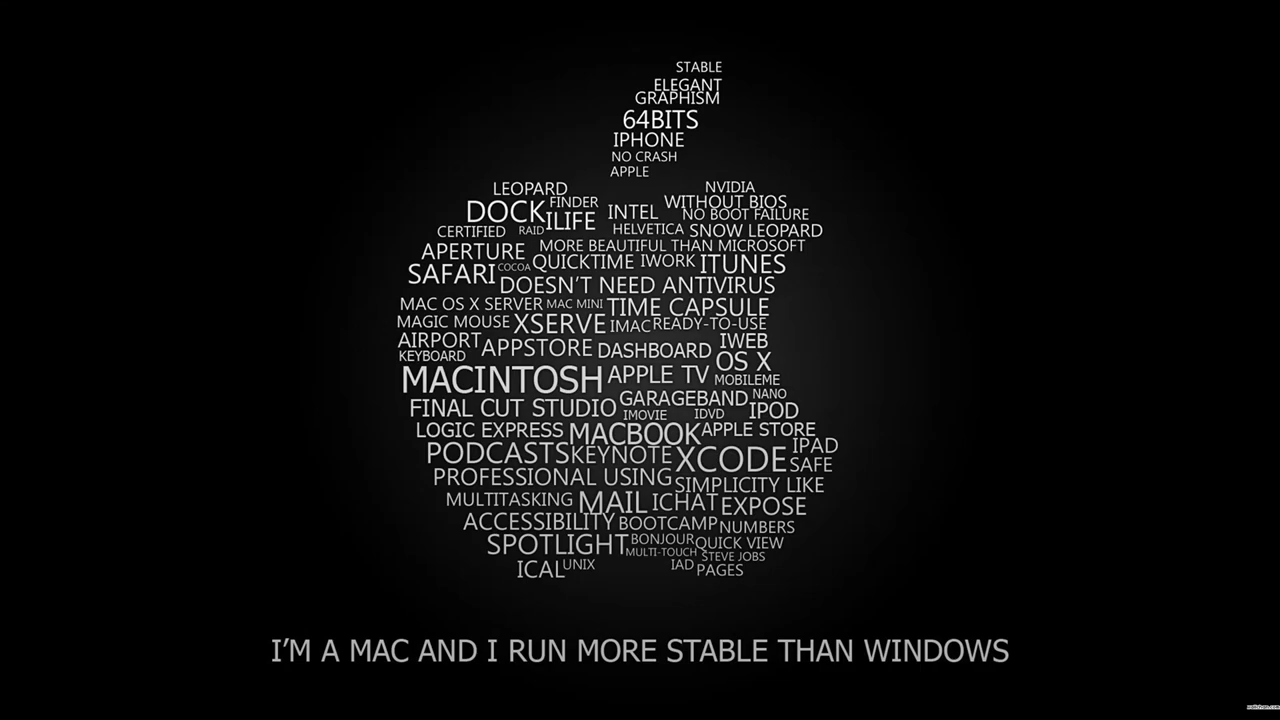 STABLE
ELEGANT
GRAPHISM
64BITS
IPHONE
NO CRASH
APPLE
LEOPARD NVIDIA
FINDER WITHOUT BIOS
DOCK ILIFE INTEL NO BOOT FAILURE
CERTIFIED RAID HELVETICA SNOW LEOPARD
APERTURE MORE BEAUTIFUL THAN MICROSOFT
SAFARI COCOA QUICKTIME IWORK ITUNES
DOESN'T NEED ANTIVIRUS
MAC OS X SERVER MAC MINI TIME CAPSULE
MAGIC MOUSE XSERVE IMAC READY-TO-USE
AIRPORT APPSTORE DASHBOARD IWEB
KEYBOARD OS X
MACINTOSH APPLE TV MOBILEME
GARAGEBAND NANO
FINAL CUT STUDIO IMOVIE IDVD IPOD
LOGIC EXPRESS MACBOOK APPLE STORE
PODCASTS KEYNOTE XCODE IPAD
SAFE
PROFESSIONAL USING SIMPLICITY LIKE
MULTITASKING MAIL ICHAT EXPOSE
ACCESSIBILITY BOOTCAMP NUMBERS
SPOTLIGHT BONJOUR QUICK VIEW
MULTI-TOUCH STEVE JOBS
ICAL UNIX IAD PAGES
I'M A MAC AND I RUN MORE STABLE THAN WINDOWS